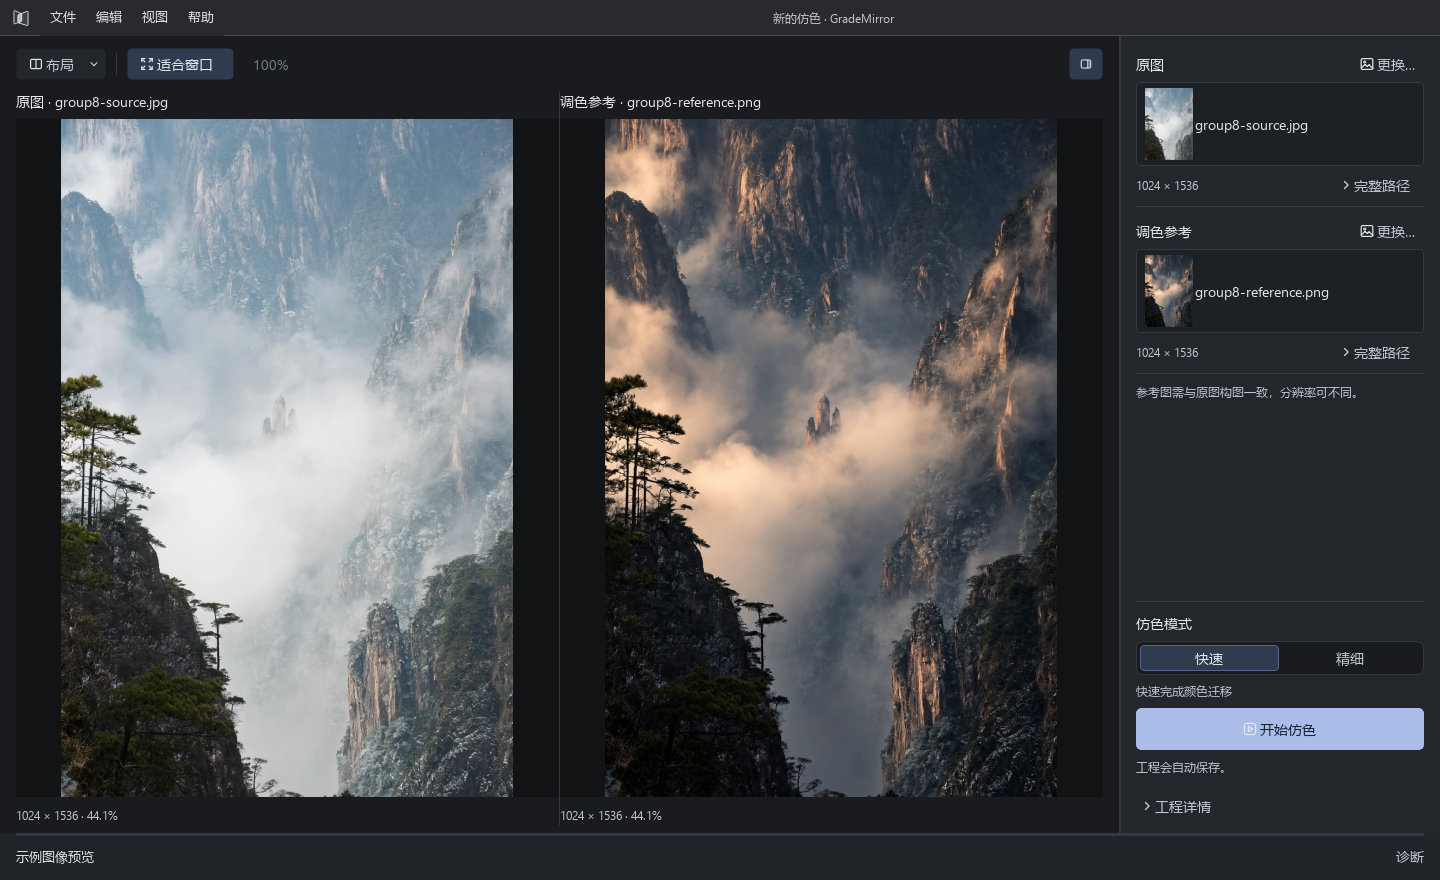 文件 编辑 视图 帮助
新的仿色 · GradeMirror
布局 适合窗口 100%
原图 · group8-source.jpg
调色参考 · group8-reference.png
1024 × 1536 · 44.1%
1024 × 1536 · 44.1%
原图 更换...
group8-source.jpg
1024 × 1536 完整路径
调色参考 更换...
group8-reference.png
1024 × 1536 完整路径
参考图需与原图构图一致，分辨率可不同。
仿色模式
快速 精细
快速完成颜色迁移
开始仿色
工程会自动保存。
工程详情
示例图像预览 诊断